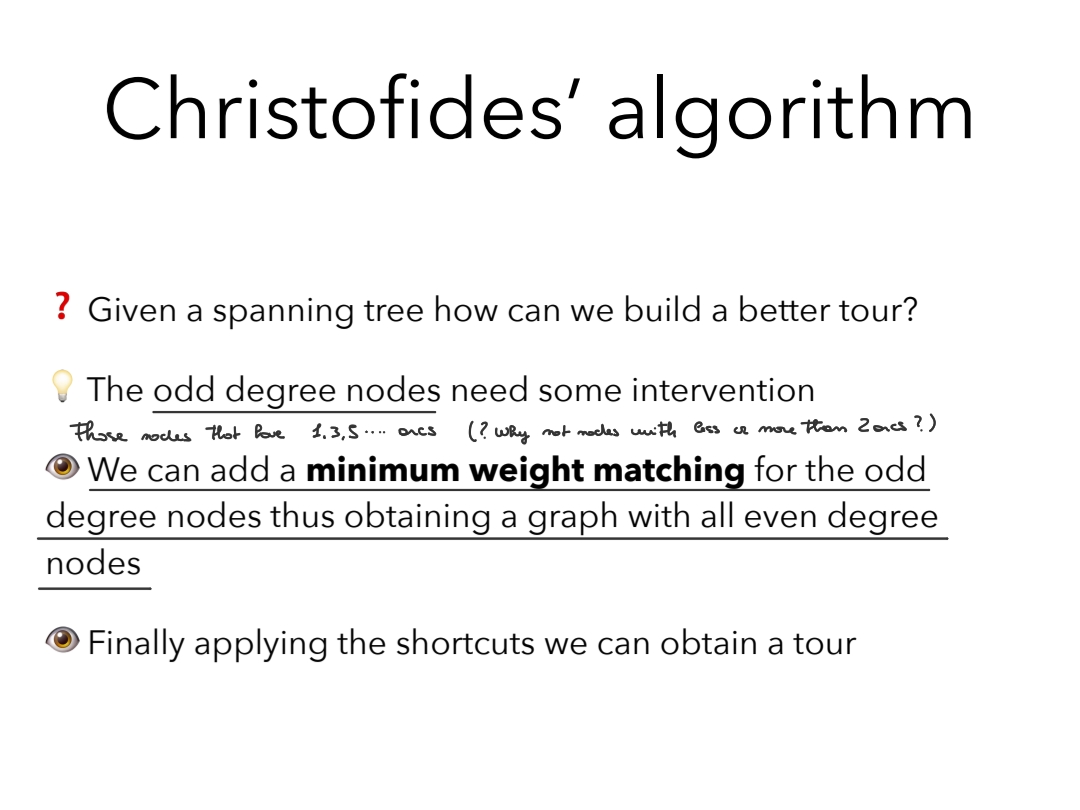 Christofides' algorithm
❓ Given a spanning tree how can we build a better tour?
💡 The odd degree nodes need some intervention
Those nodes that have 1,3,5.... arcs (? why not nodes with less or more than 2 arcs ?)
👁 We can add a minimum weight matching for the odd
degree nodes thus obtaining a graph with all even degree
nodes
👁 Finally applying the shortcuts we can obtain a tour